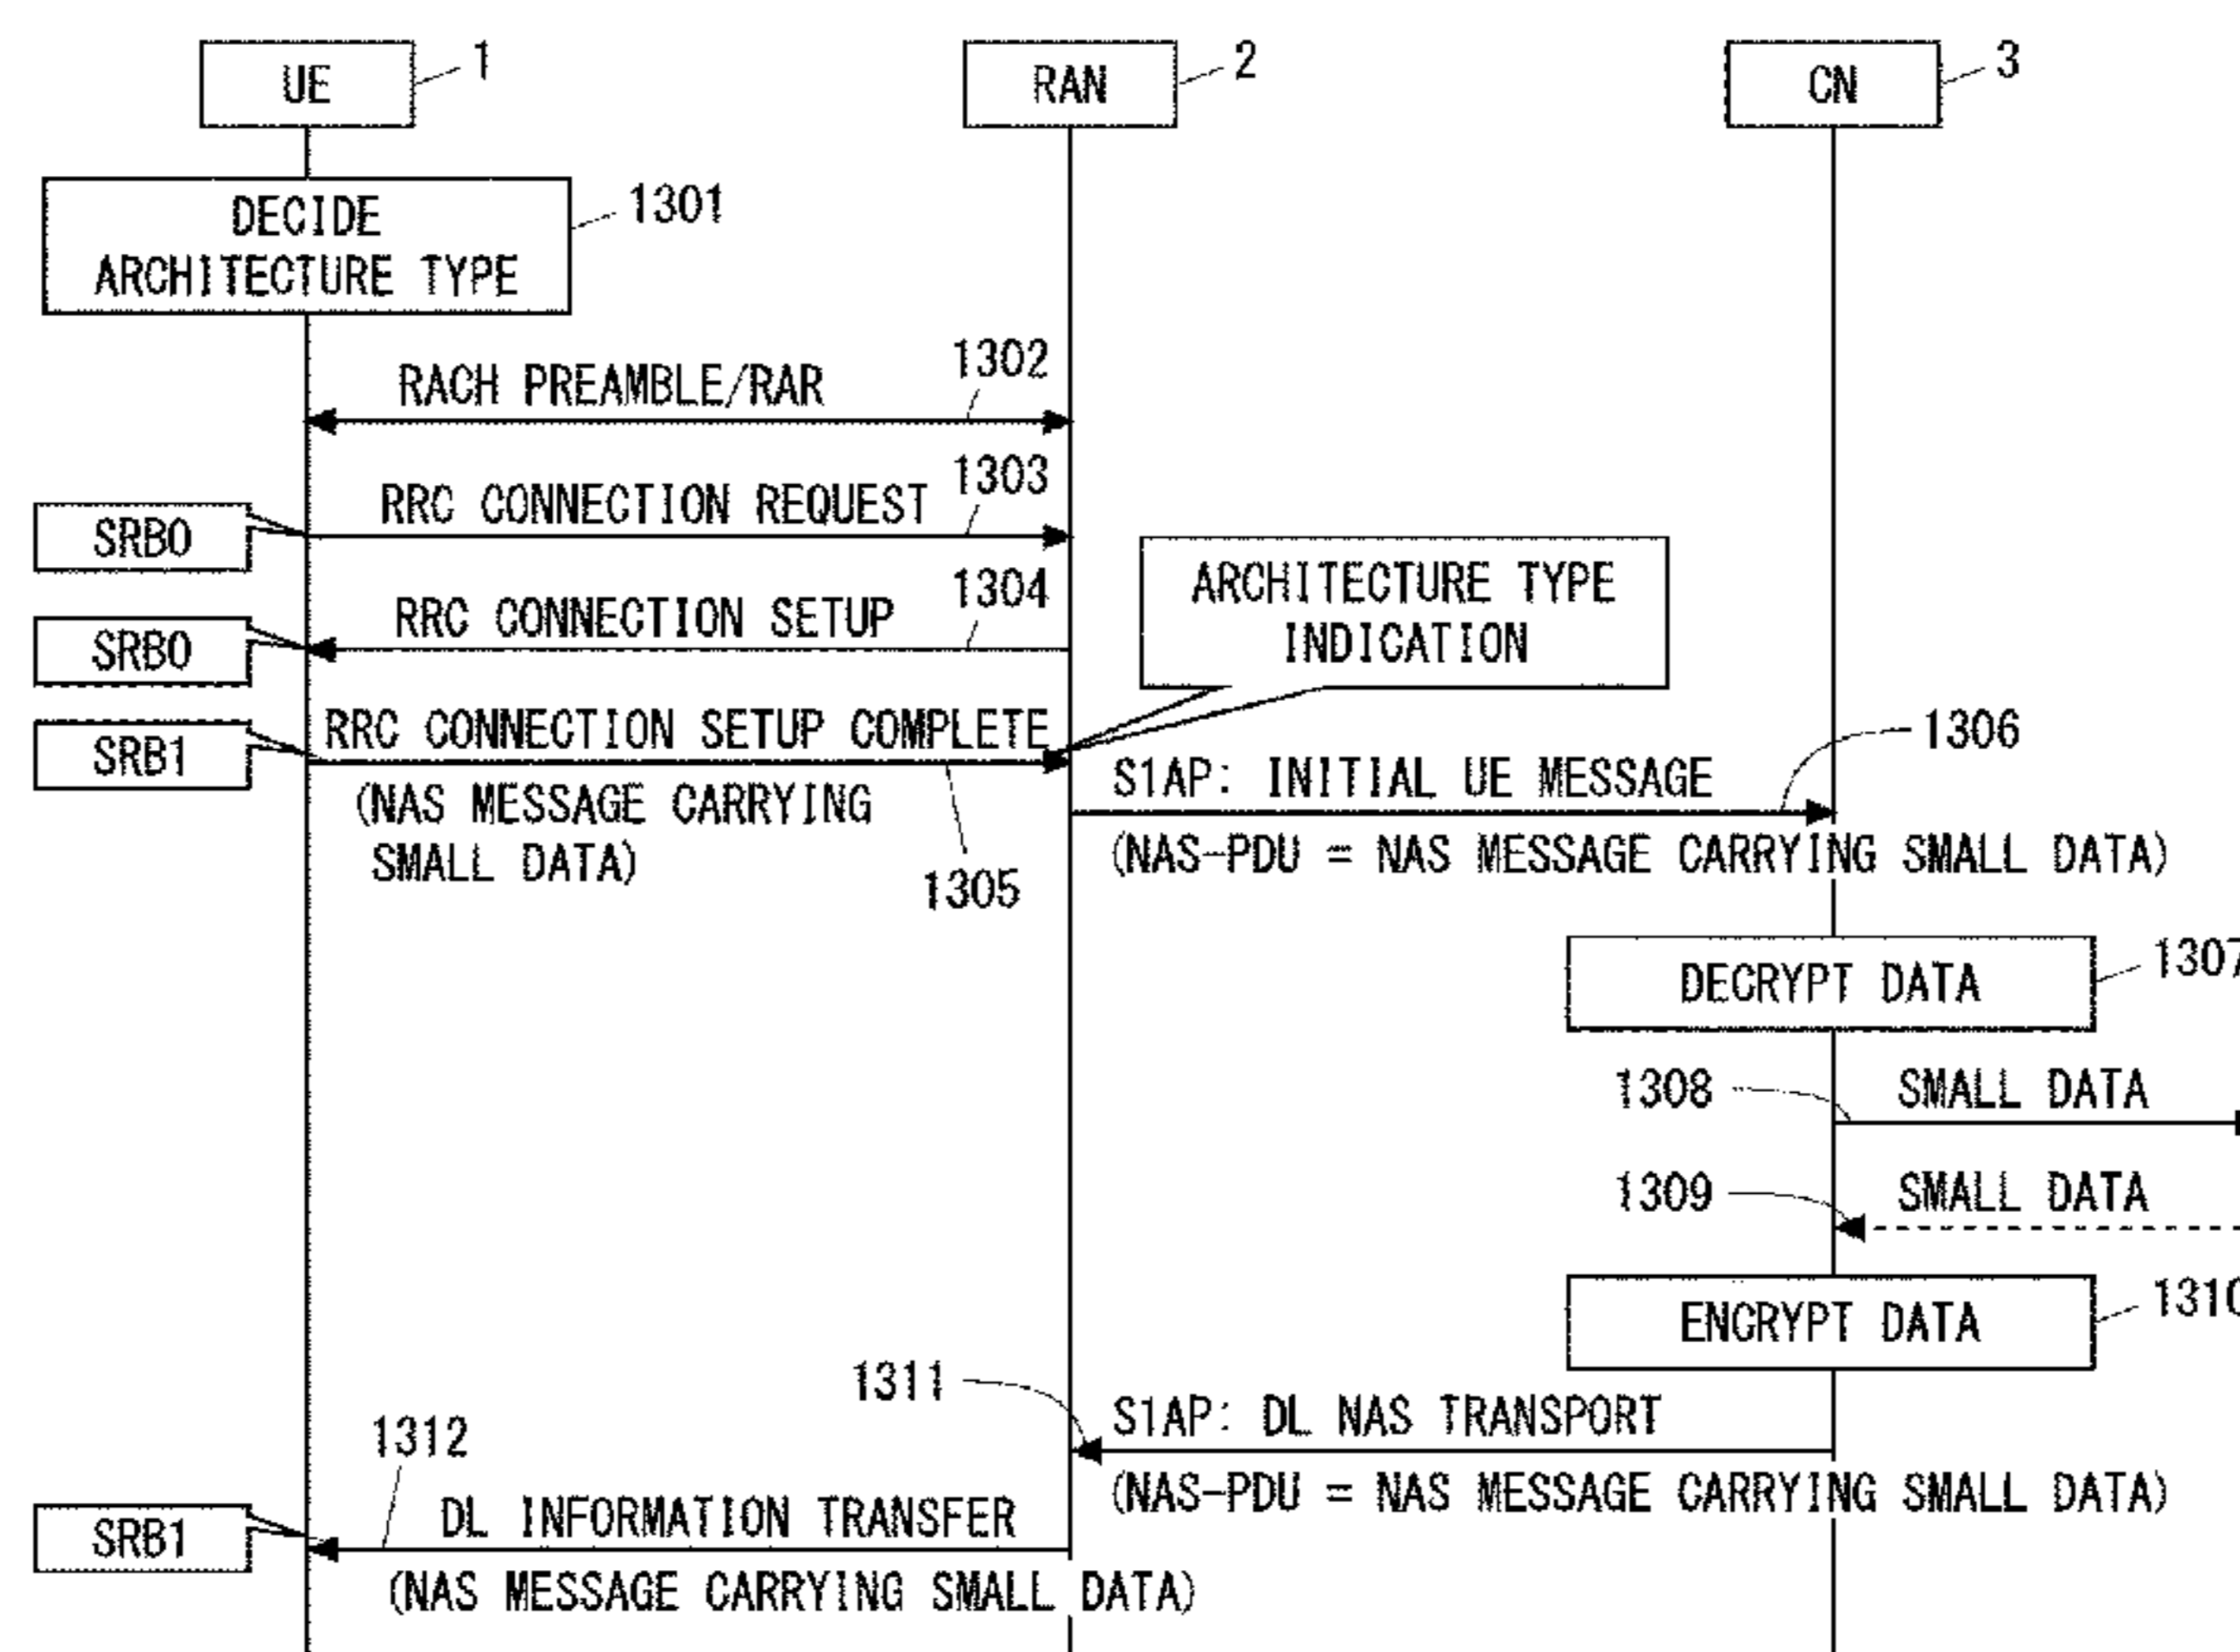 UE
1
RAN
2
CN
3
DECIDE
ARCHITECTURE TYPE
1301
RACH PREAMBLE/RAR
1302
SRB0
RRC CONNECTION REQUEST
1303
SRB0
RRC CONNECTION SETUP
1304
ARCHITECTURE TYPE
INDICATION
SRB1
RRC CONNECTION SETUP COMPLETE
(NAS MESSAGE CARRYING
SMALL DATA)
1305
1306
S1AP: INITIAL UE MESSAGE
(NAS-PDU = NAS MESSAGE CARRYING SMALL DATA)
DECRYPT DATA
1307
1308
SMALL DATA
1309
SMALL DATA
ENCRYPT DATA
1310
1311
S1AP: DL NAS TRANSPORT
(NAS-PDU = NAS MESSAGE CARRYING SMALL DATA)
1312
SRB1
DL INFORMATION TRANSFER
(NAS MESSAGE CARRYING SMALL DATA)